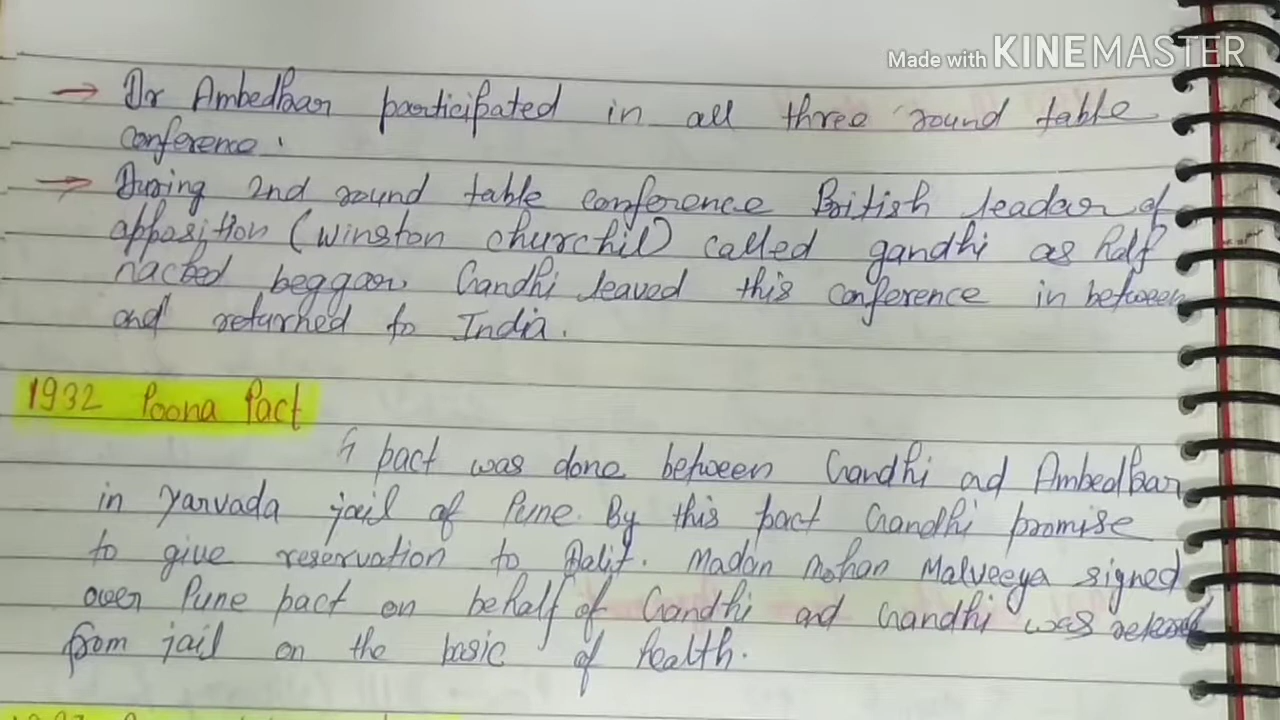 Made with KINEMASTER
→ Dr Ambedkar participated in all three round table
conference.
→ During 2nd round table conference British leadar of
opposition (winston churchil) called gandhi as half
nacked beggar. Gandhi leaved this conference in between
and returned to India.
1932 Poona Pact
↳ pact was done between Gandhi ad Ambedkar
in Yarvada jail of Pune. By this pact Gandhi promise
to give reservation to Dalit. Madan Mohan Malveeya signed
over Pune pact on behalf of Gandhi ad Gandhi was
from jail on the basic of health.